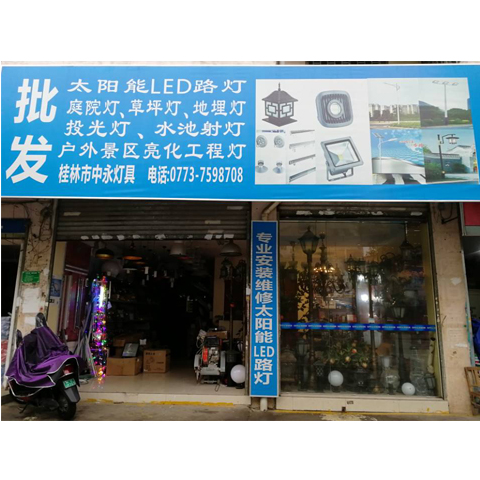 批发
太阳能LED路灯
庭院灯、草坪灯、地埋灯
投光灯、水池射灯
户外景区亮化工程灯
桂林市中永灯具 电话:0773-7598708
专业安装维修太阳能LED路灯